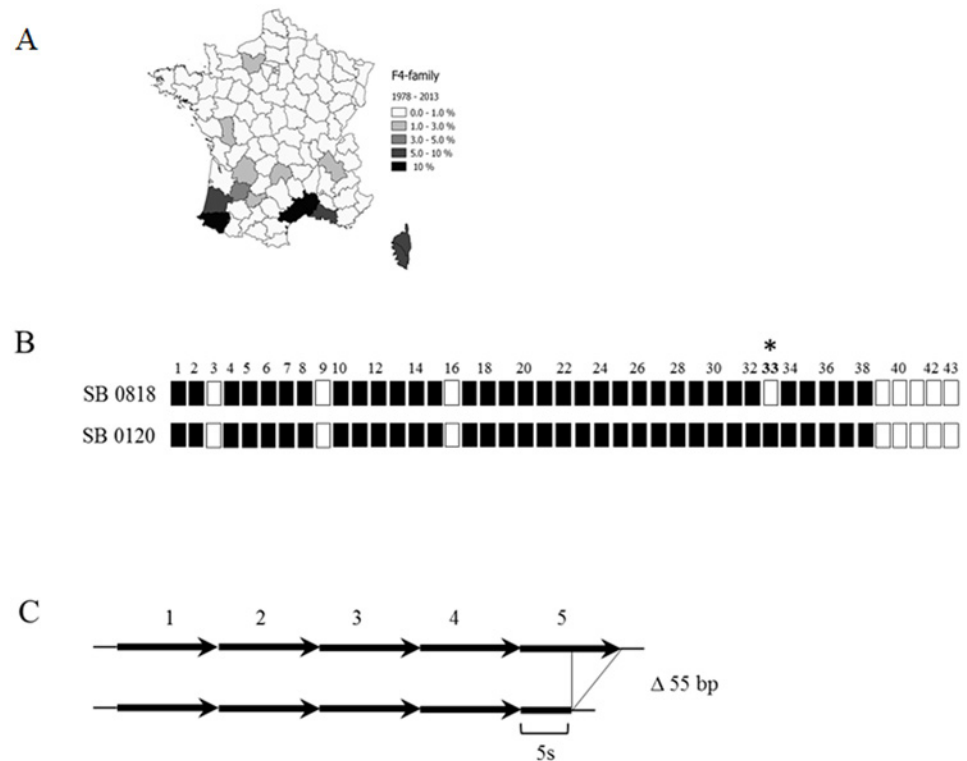 A
F4-family
1978 - 2013
0.0 - 1.0 %
1.0 - 3.0 %
3.0 - 5.0 %
5.0 - 10 %
10 %
B
*
1 2 3 4 5 6 7 8 9 10 12 14 16 18 20 22 24 26 28 30 32 33 34 36 38 40 42 43
SB 0818
SB 0120
C
1 2 3 4 5
Δ 55 bp
5s